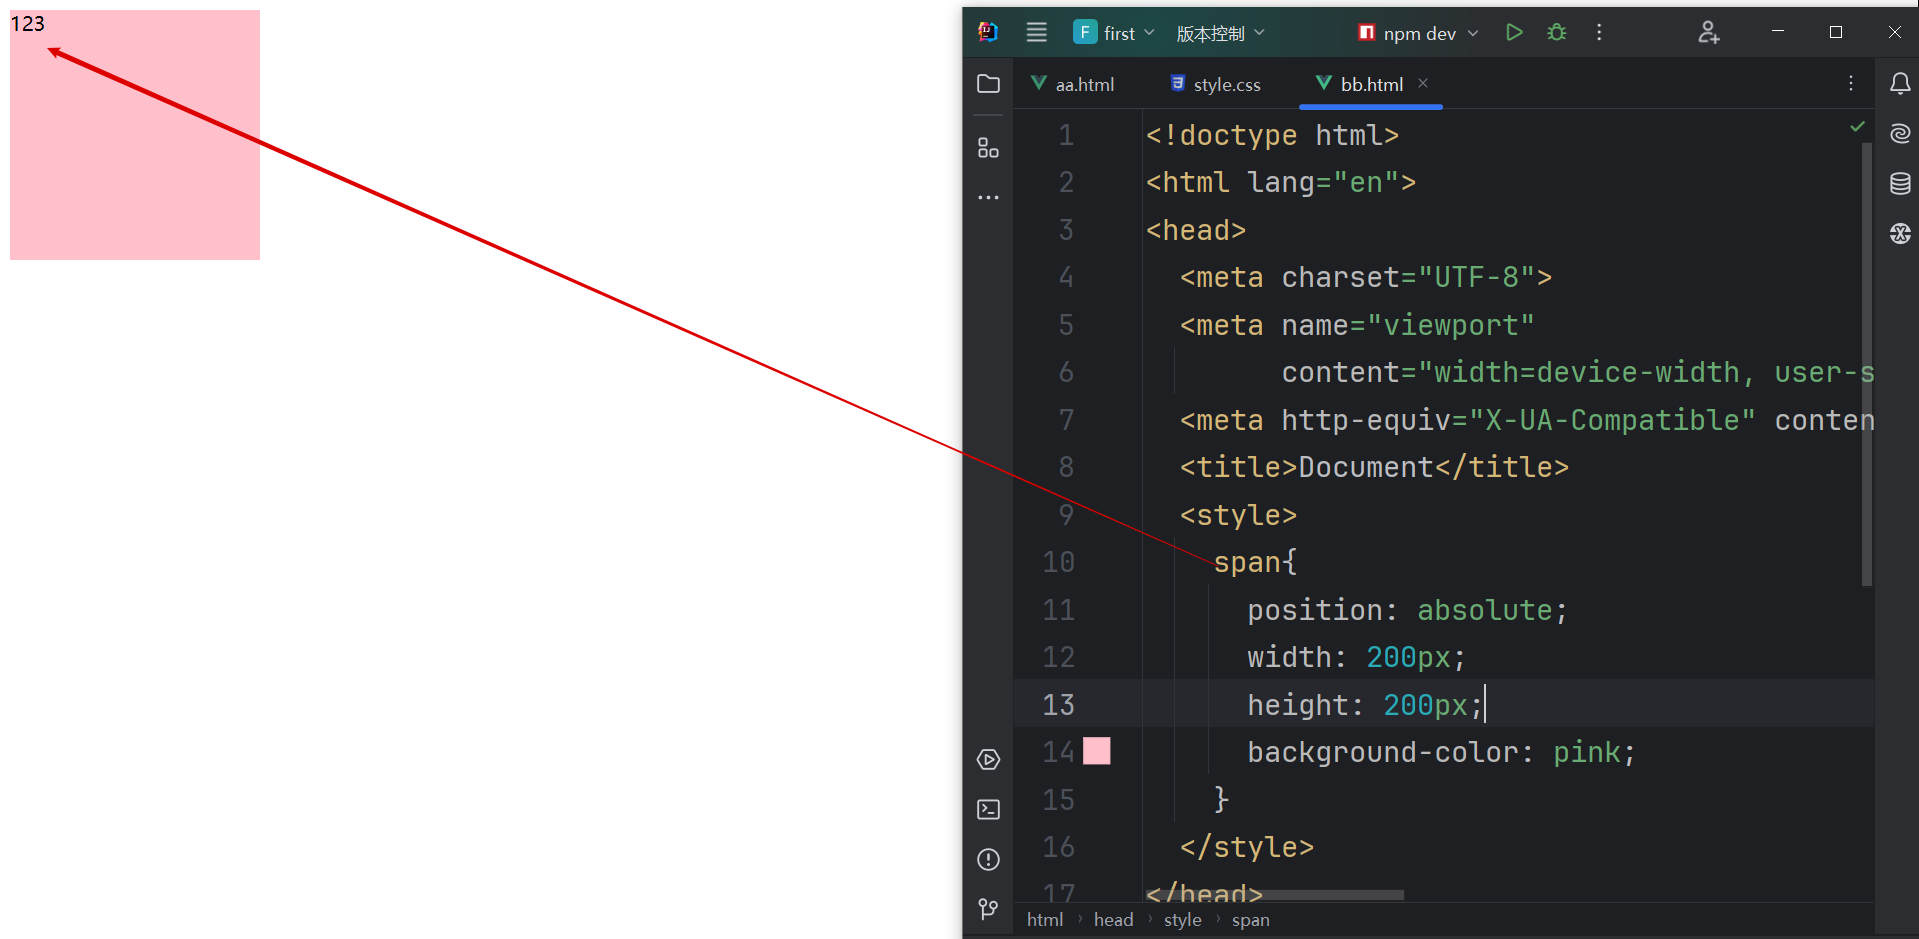 123
F first 版本控制 npm dev
aa.html style.css bb.html
1 <!doctype html>
2 <html lang="en">
3 <head>
4 <meta charset="UTF-8">
5 <meta name="viewport"
6 content="width=device-width, user-s
7 <meta http-equiv="X-UA-Compatible" conten
8 <title>Document</title>
9 <style>
10 span{
11 position: absolute;
12 width: 200px;
13 height: 200px;
14 background-color: pink;
15 }
16 </style>
17 </head>
html › head › style › span